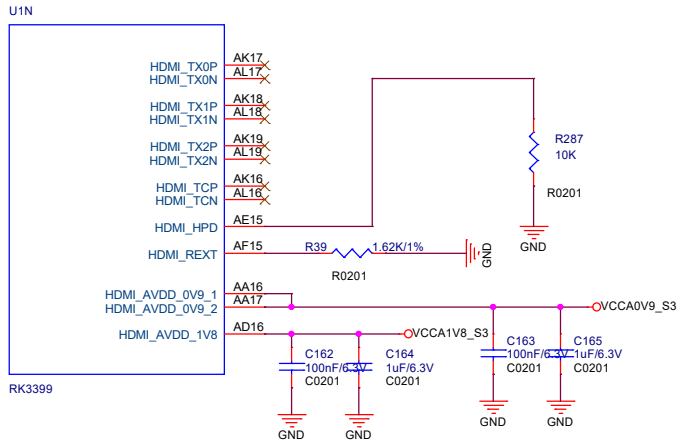 U1N
HDMI_TX0P AK17
HDMI_TX0N AL17
HDMI_TX1P AK18
HDMI_TX1N AL18
HDMI_TX2P AK19
HDMI_TX2N AL19
HDMI_TCP AK16
HDMI_TCN AL16
HDMI_HPD AE15
HDMI_REXT AF15
R39 1.62K/1%
R0201
GND
R287
10K
R0201
GND
HDMI_AVDD_0V9_1 AA16
HDMI_AVDD_0V9_2 AA17
VCCA0V9_S3
HDMI_AVDD_1V8 AD16
VCCA1V8_S3
C162
100nF/6.3V
C0201
GND
C164
1uF/6.3V
C0201
GND
C163
100nF/6.3V
C0201
GND
C165
1uF/6.3V
C0201
GND
RK3399